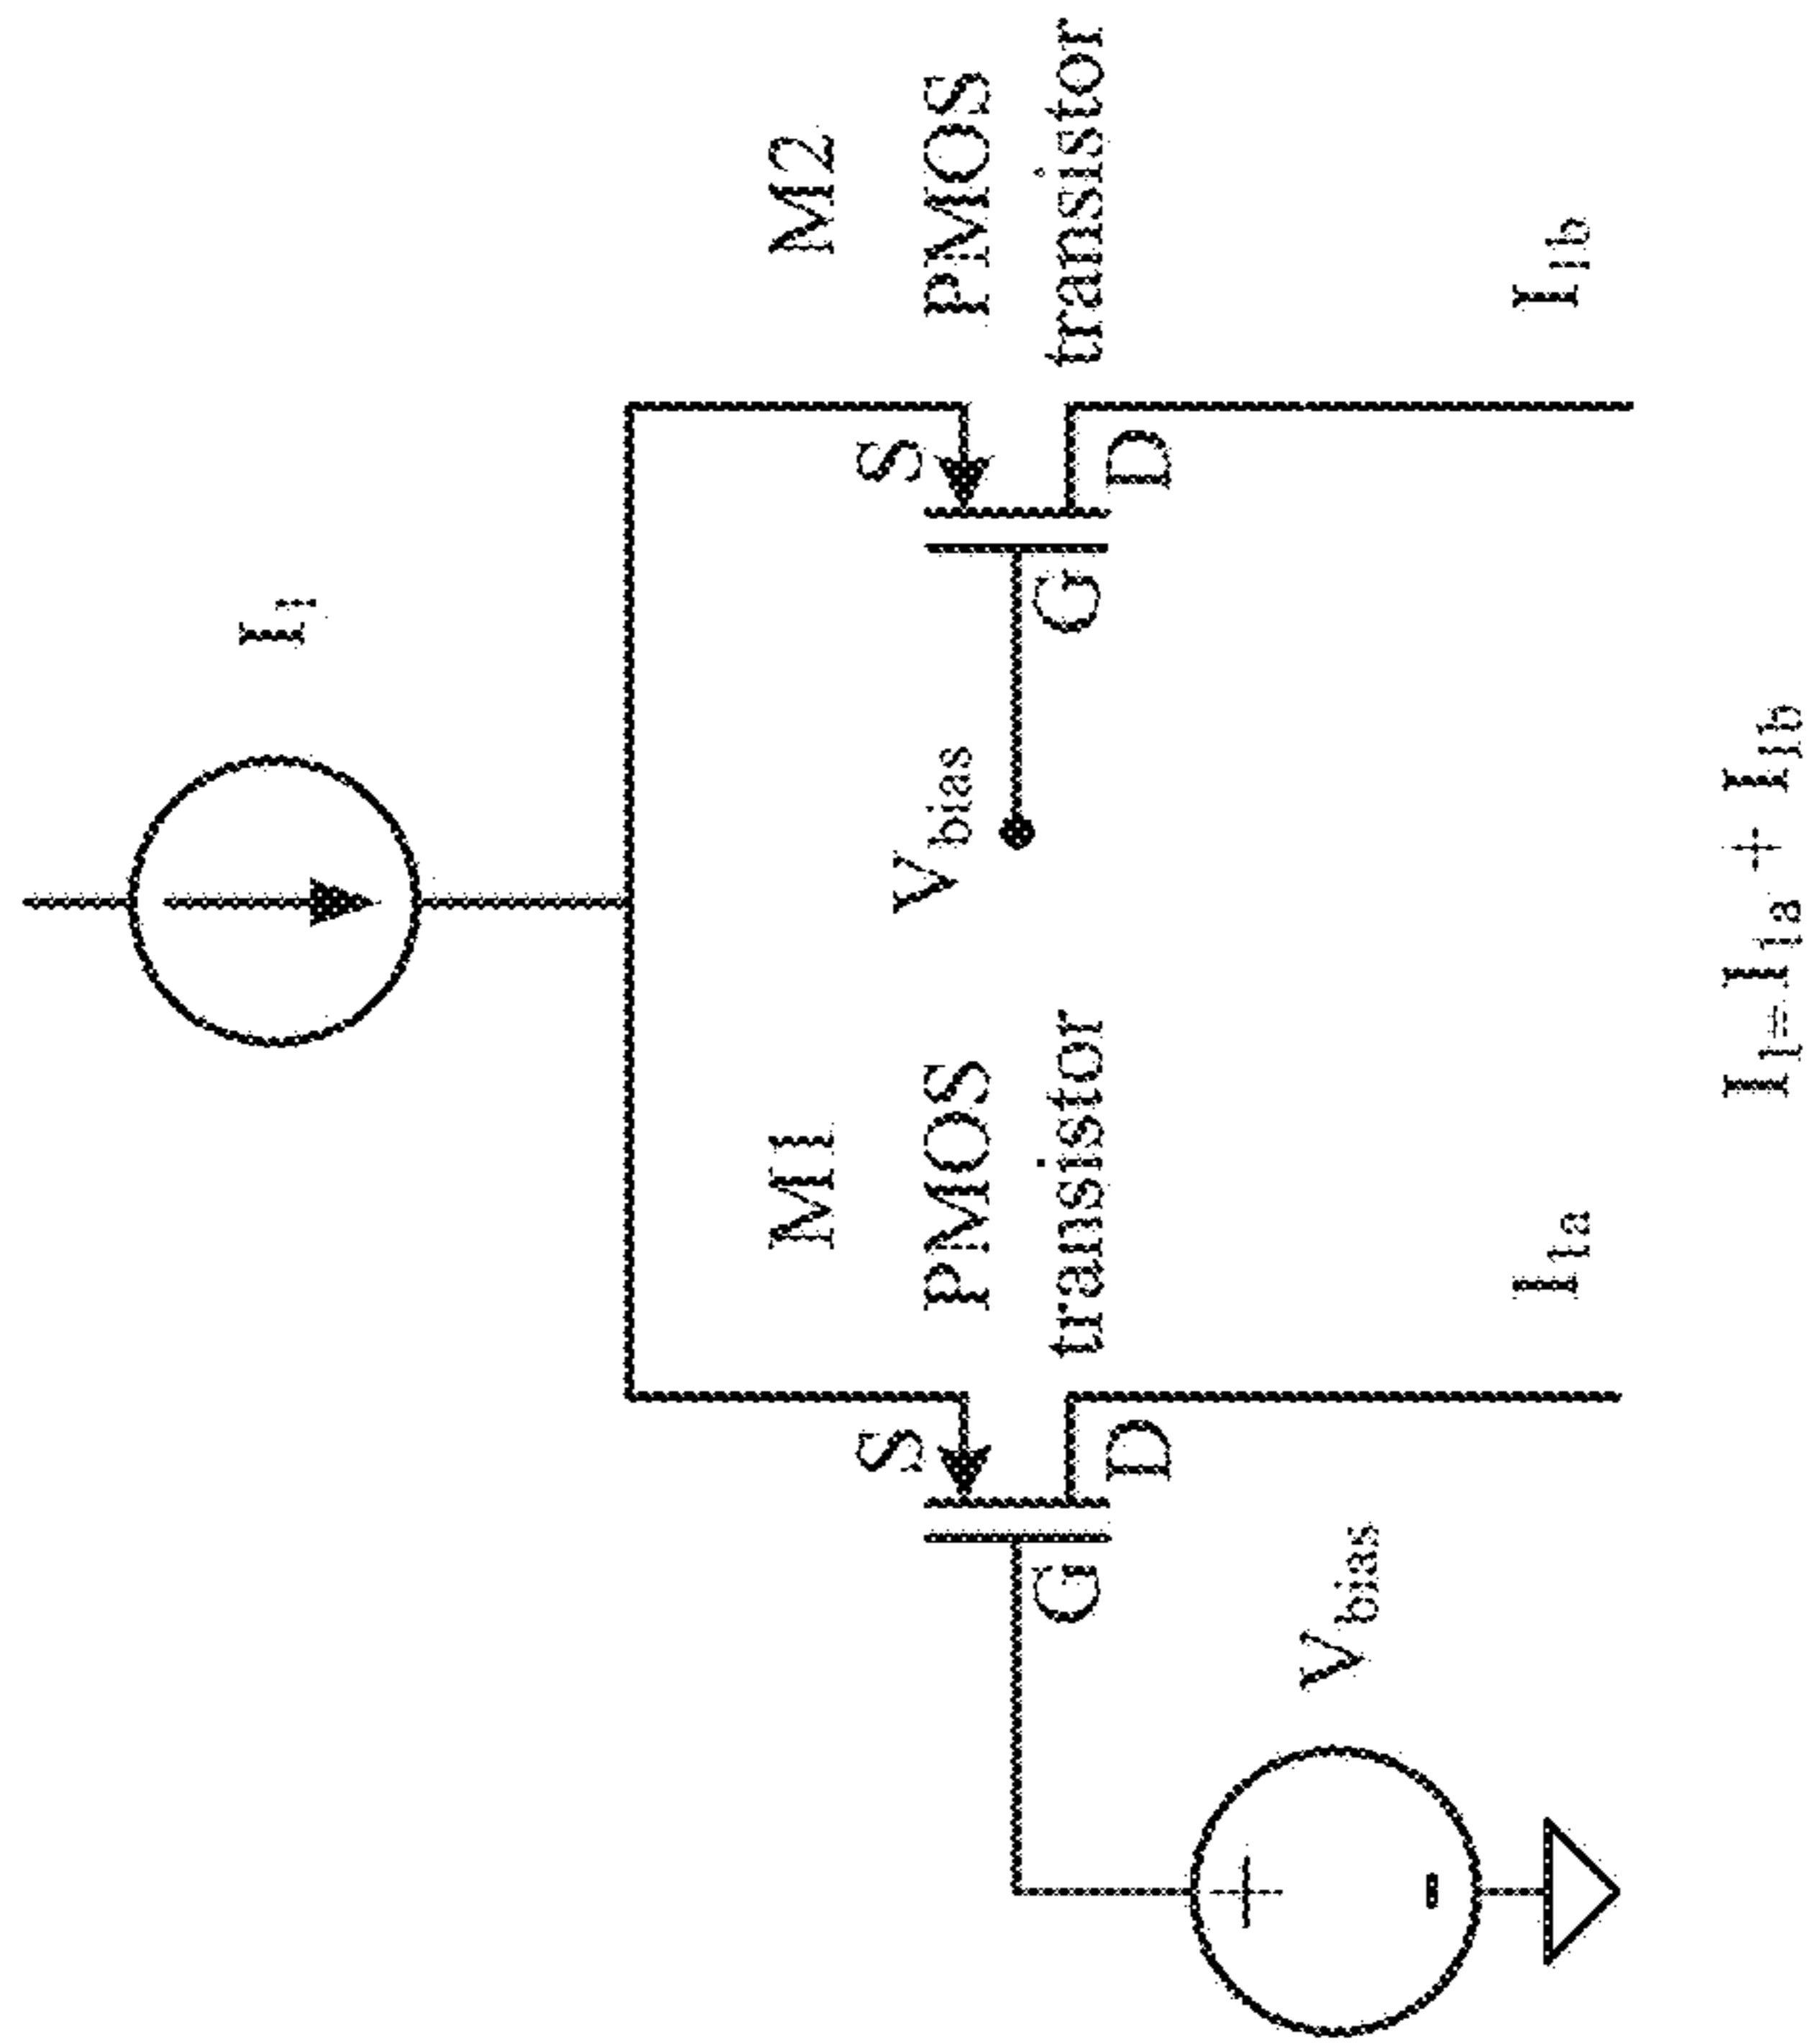 I₁
M1
PMOS
transistor
S
G
D
V_bias
M2
PMOS
transistor
S
G
D
V_bias
+
-
I₁a
I₁b
I₁=I₁a + I₁b